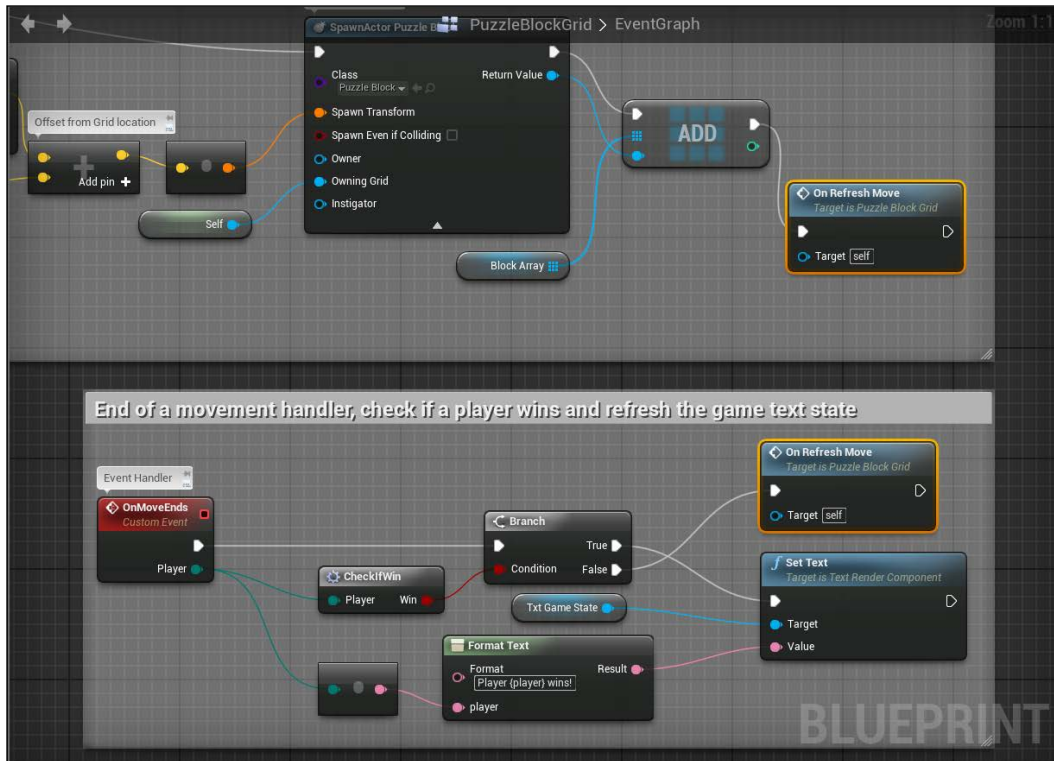 SpawnActor Puzzle B
PuzzleBlockGrid > EventGraph
Zoom 1:1
Class
Puzzle Block
Return Value
Spawn Transform
Spawn Even if Colliding
Owner
Owning Grid
Instigator
Offset from Grid location
Add pin +
Self
ADD
Block Array
On Refresh Move
Target is Puzzle Block Grid
Target self
End of a movement handler, check if a player wins and refresh the game text state
Event Handler
OnMoveEnds
Custom Event
Player
CheckIfWin
Player Win
Branch
True
Condition False
Txt Game State
Format Text
Format
Player {player} wins!
Result
player
On Refresh Move
Target is Puzzle Block Grid
Target self
Set Text
Target is Text Render Component
Target
Value
BLUEPRINT